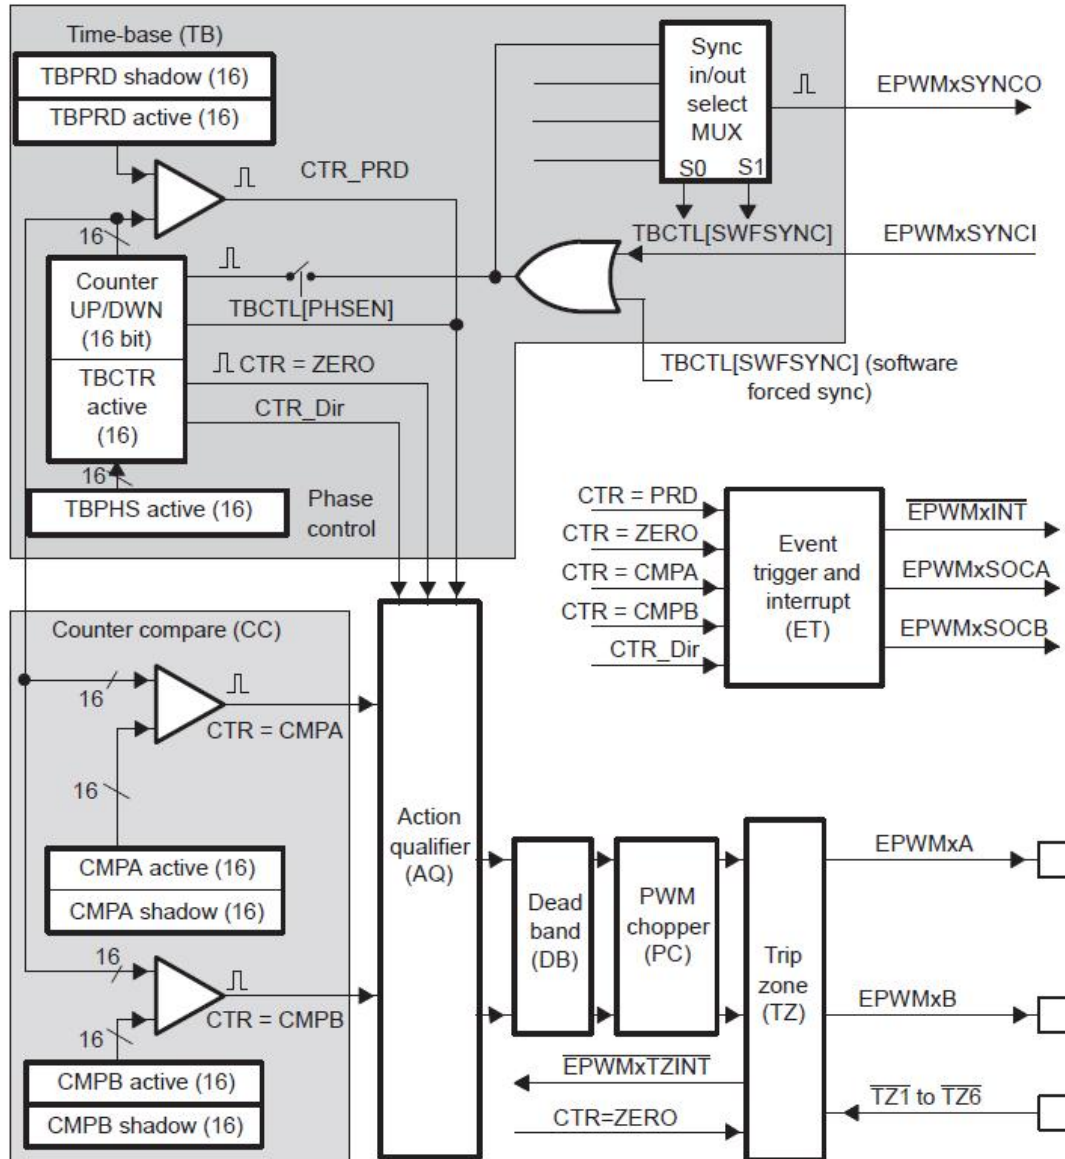 Time-base (TB)
TBPRD shadow (16)
TBPRD active (16)
CTR_PRD
Sync
in/out
select
MUX
S0
S1
EPWMxSYNCO
TBCTL[SWFSYNC]
EPWMxSYNCI
16
Counter
UP/DWN
(16 bit)
TBCTR
active
(16)
TBCTL[PHSEN]
CTR = ZERO
CTR_Dir
TBCTL[SWFSYNC] (software
forced sync)
16
TBPHS active (16)
Phase
control
CTR = PRD
CTR = ZERO
CTR = CMPA
CTR = CMPB
CTR_Dir
Event
trigger and
interrupt
(ET)
EPWMxINT
EPWMxSOCA
EPWMxSOCB
Counter compare (CC)
16
CTR = CMPA
16
CMPA active (16)
CMPA shadow (16)
16
CTR = CMPB
16
CMPB active (16)
CMPB shadow (16)
Action
qualifier
(AQ)
Dead
band
(DB)
PWM
chopper
(PC)
Trip
zone
(TZ)
EPWMxA
EPWMxB
EPWMxTZINT
TZ1 to TZ6
CTR=ZERO